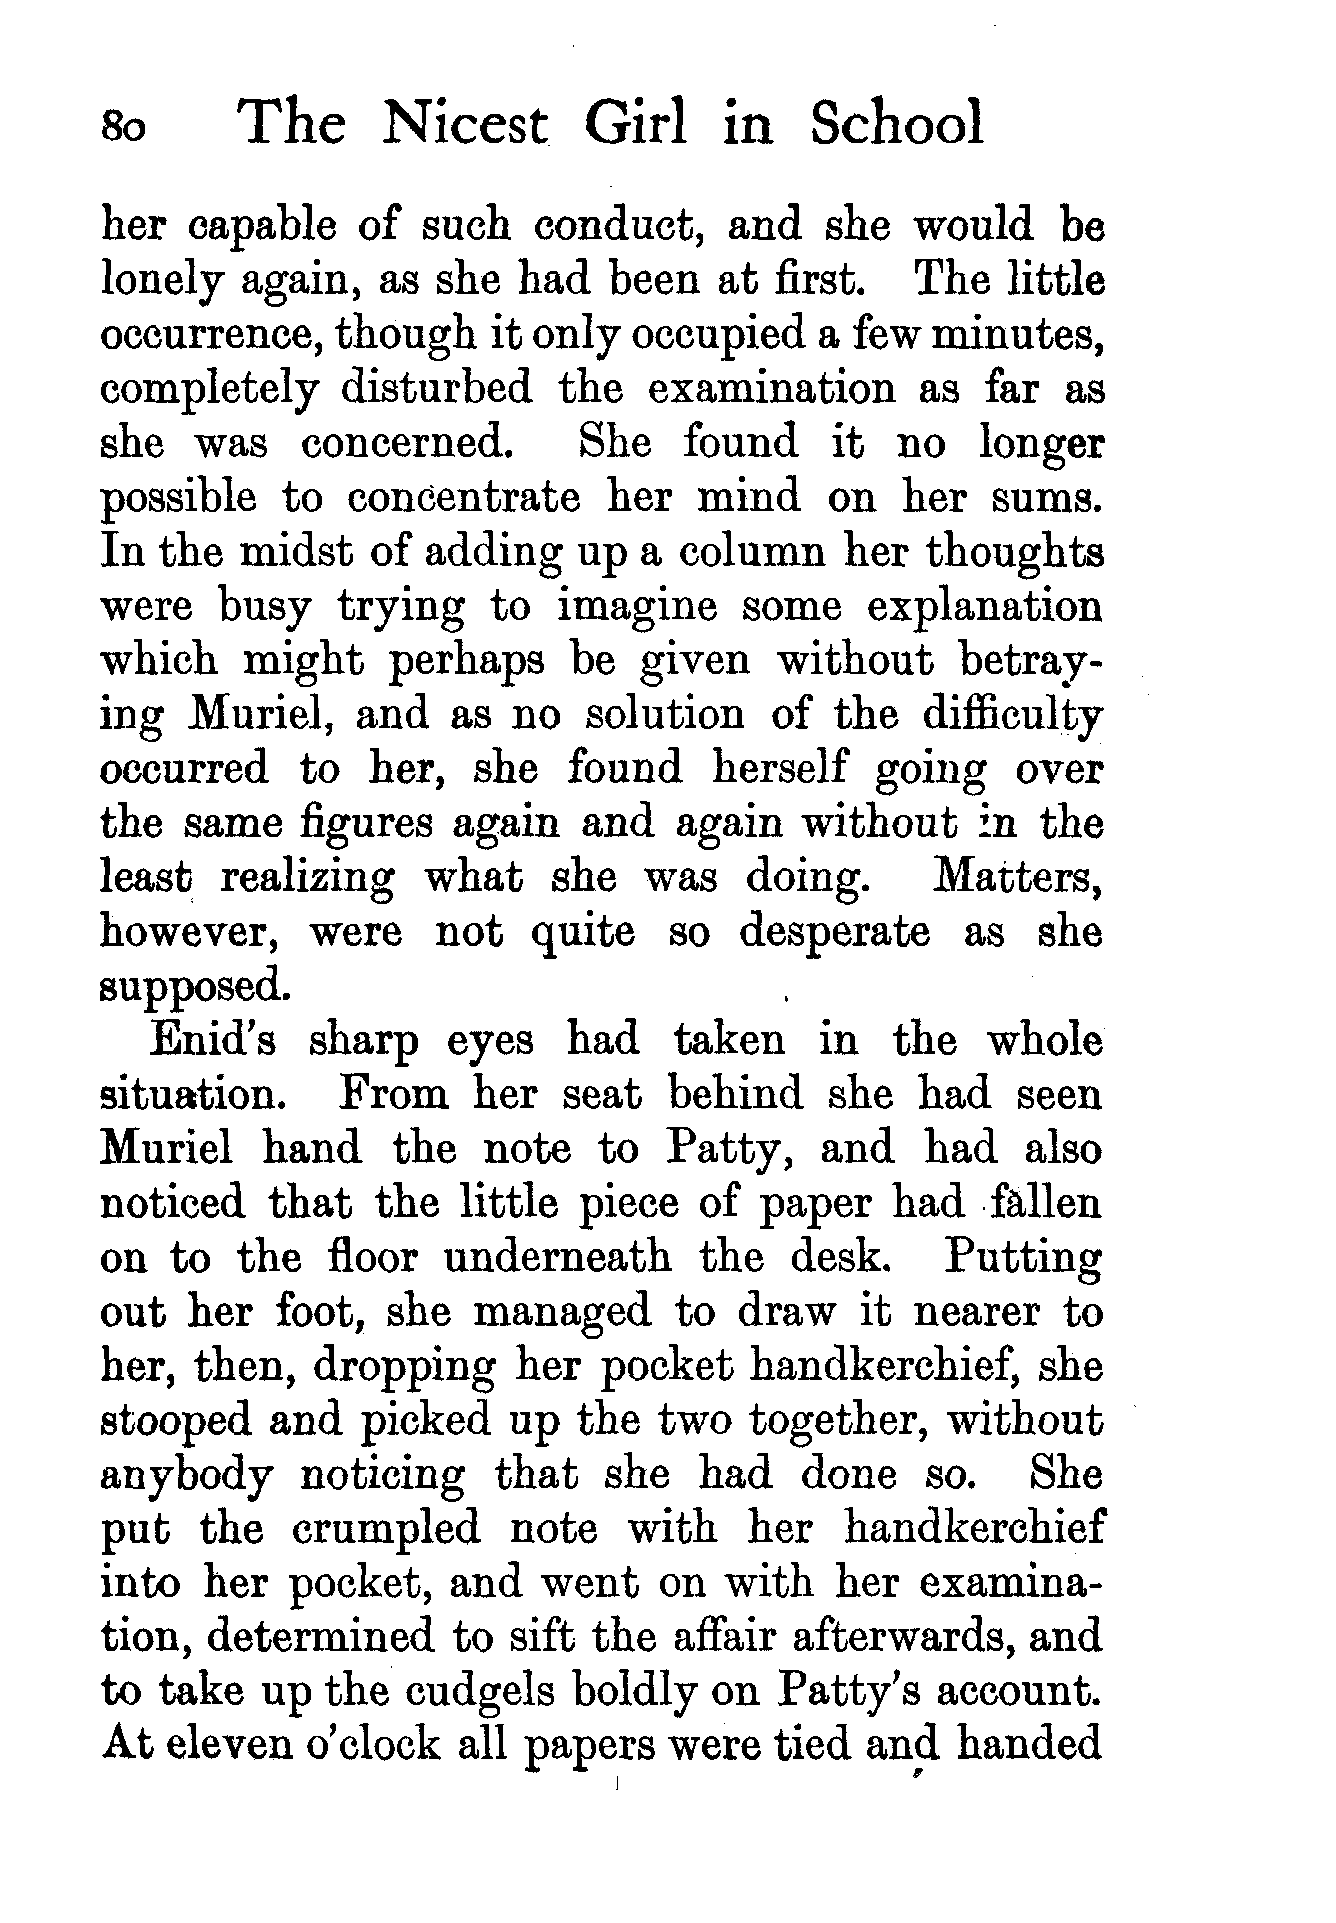 80 The Nicest Girl in School
her capable of such conduct, and she would be
lonely again, as she had been at first. The little
occurrence, though it only occupied a few minutes,
completely disturbed the examination as far as
she was concerned. She found it no longer
possible to concentrate her mind on her sums.
In the midst of adding up a column her thoughts
were busy trying to imagine some explanation
which might perhaps be given without betray-
ing Muriel, and as no solution of the difficulty
occurred to her, she found herself going over
the same figures again and again without in the
least realizing what she was doing. Matters,
however, were not quite so desperate as she
supposed.
Enid's sharp eyes had taken in the whole
situation. From her seat behind she had seen
Muriel hand the note to Patty, and had also
noticed that the little piece of paper had fallen
on to the floor underneath the desk. Putting
out her foot, she managed to draw it nearer to
her, then, dropping her pocket handkerchief, she
stooped and picked up the two together, without
anybody noticing that she had done so. She
put the crumpled note with her handkerchief
into her pocket, and went on with her examina-
tion, determined to sift the affair afterwards, and
to take up the cudgels boldly on Patty's account.
At eleven o'clock all papers were tied and handed